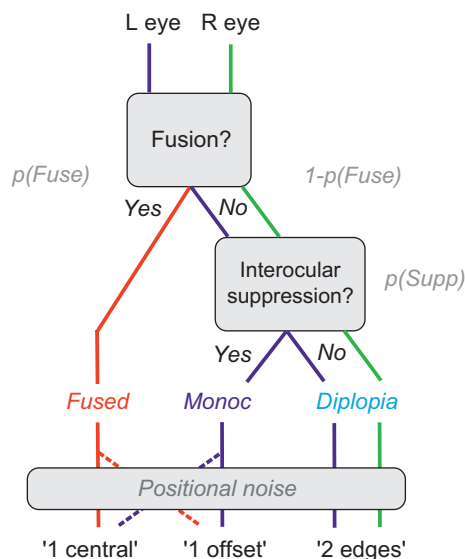 L eye R eye
Fusion?
p(Fuse) 1-p(Fuse)
Yes No
Interocular
suppression?
p(Supp)
Yes No
Fused Monoc Diplopia
Positional noise
'1 central' '1 offset' '2 edges'